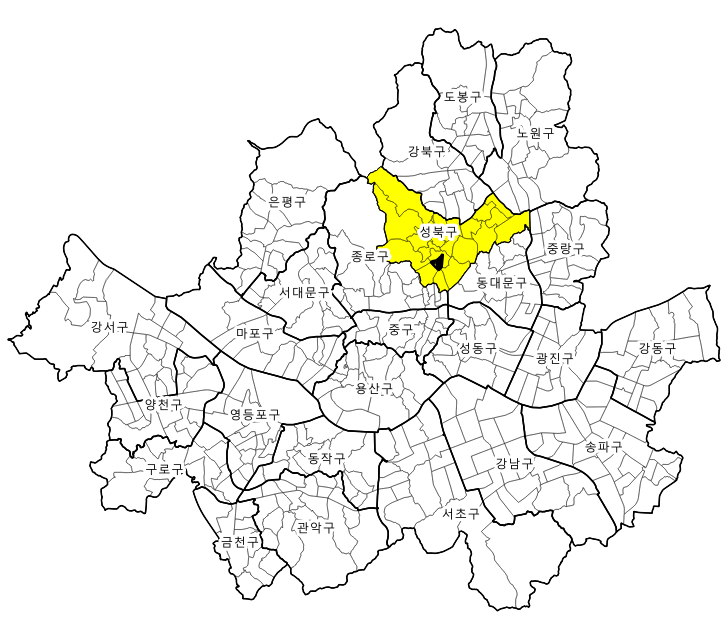 도봉구
노원구
강북구
은평구
성북구
중랑구
종로구
동대문구
서대문구
강서구
마포구
중구
성동구
광진구
강동구
용산구
양천구
영등포구
송파구
동작구
강남구
구로구
서초구
관악구
금천구